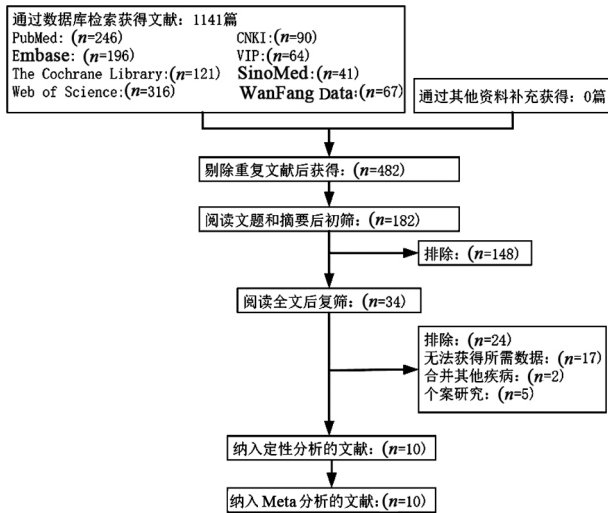 通过数据库检索获得文献：1141篇
PubMed：(n=246) CNKI:(n=90)
Embase：(n=196) VIP:(n=64)
The Cochrane Library:(n=121) SinoMed:(n=41)
Web of Science:(n=316) WanFang Data:(n=67)
通过其他资料补充获得：0篇
剔除重复文献后获得：(n=482)
阅读文题和摘要后初筛：(n=182)
排除：(n=148)
阅读全文后复筛：(n=34)
排除：(n=24)
无法获得所需数据：(n=17)
合并其他疾病：(n=2)
个案研究：(n=5)
纳入定性分析的文献：(n=10)
纳入Meta分析的文献：(n=10)